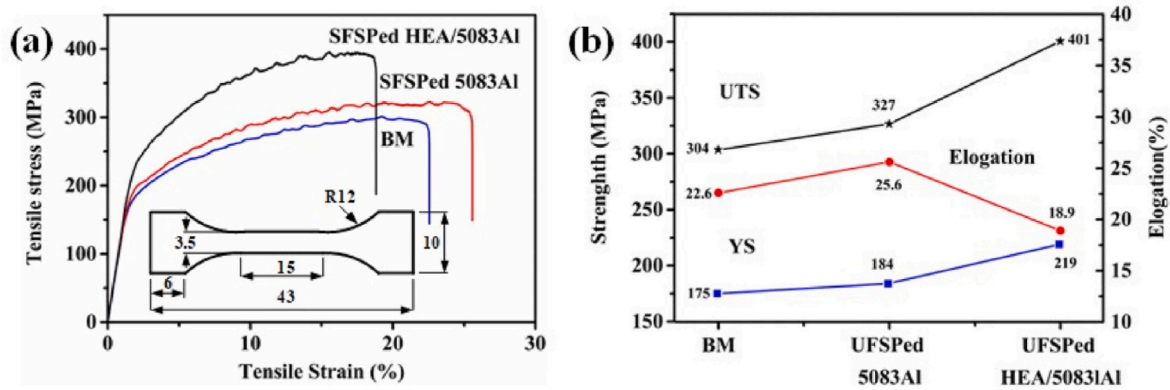 (a)
SFSPed HEA/5083Al
SFSPed 5083Al
BM
Tensile stress (MPa)
400
300
200
100
0
R12
3.5
10
15
6
43
0
10
20
30
Tensile Strain (%)
(b)
Strenghth (MPa)
400
350
300
250
200
150
UTS
304
327
401
Elogation
22.6
25.6
18.9
YS
175
184
219
40
35
30
25
20
15
10
Elogation(%)
BM
UFSPed
5083Al
UFSPed
HEA/5083lAl